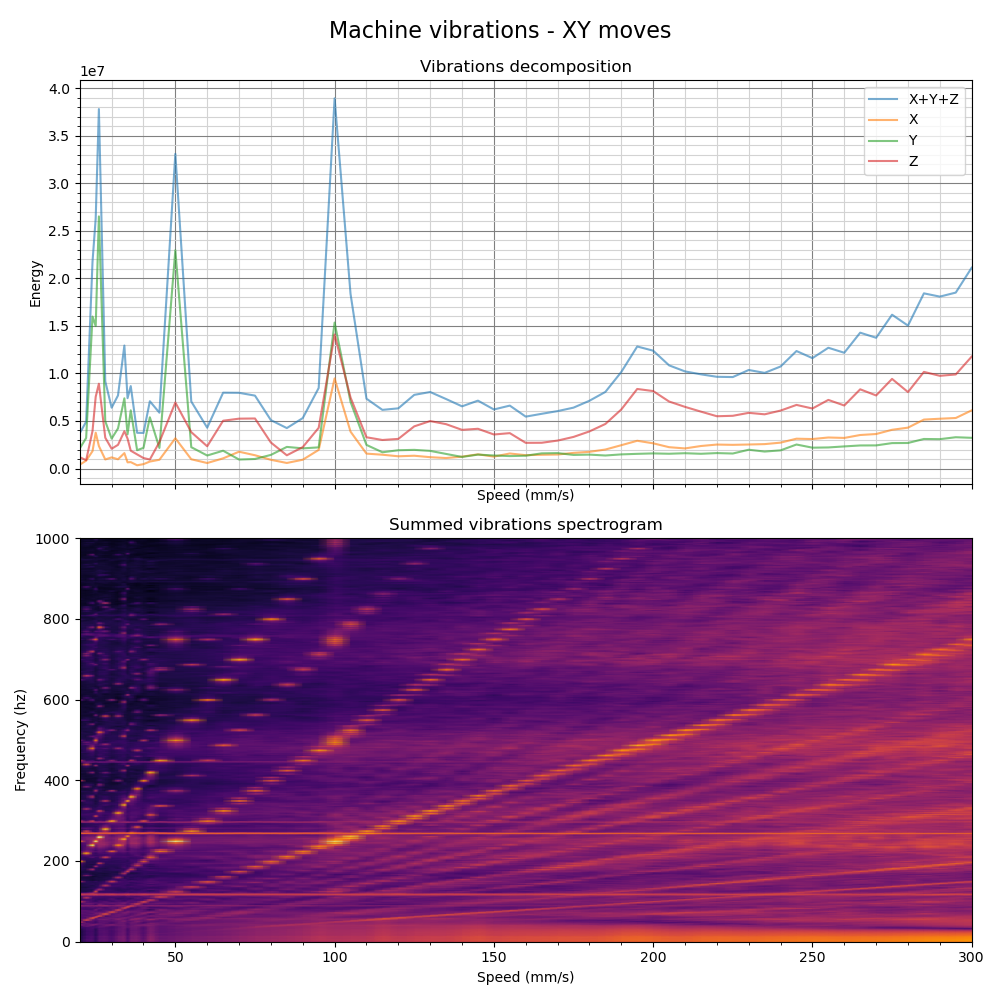 Machine vibrations - XY moves
Vibrations decomposition
1e7
4.0
3.5
3.0
2.5
2.0
1.5
1.0
0.5
0.0
Energy
X+Y+Z
X
Y
Z
Speed (mm/s)
Summed vibrations spectrogram
1000
800
600
400
200
0
Frequency (hz)
50 100 150 200 250 300
Speed (mm/s)